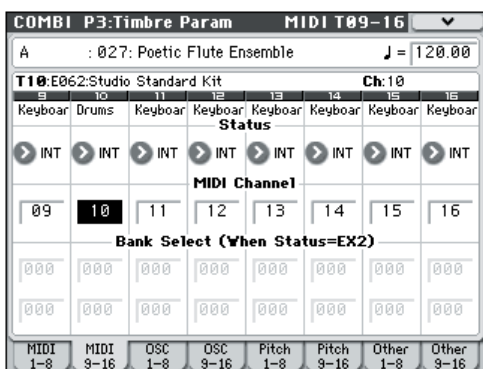 COMBI P3:Timbre Param MIDI T09-16
A :027: Poetic Flute Ensemble ♩= 120.00
T10:E062:Studio Standard Kit Ch:10
9 10 11 12 13 14 15 16
Keyboar Drums Keyboar Keyboar Keyboar Keyboar Keyboar Keyboar
Status
INT INT INT INT INT INT INT INT
MIDI Channel
09 10 11 12 13 14 15 16
Bank Select (When Status=EX2)
000 000 000 000 000 000 000 000
000 000 000 000 000 000 000 000
MIDI 1-8 MIDI 9-16 OSC 1-8 OSC 9-16 Pitch 1-8 Pitch 9-16 Other 1-8 Other 9-16